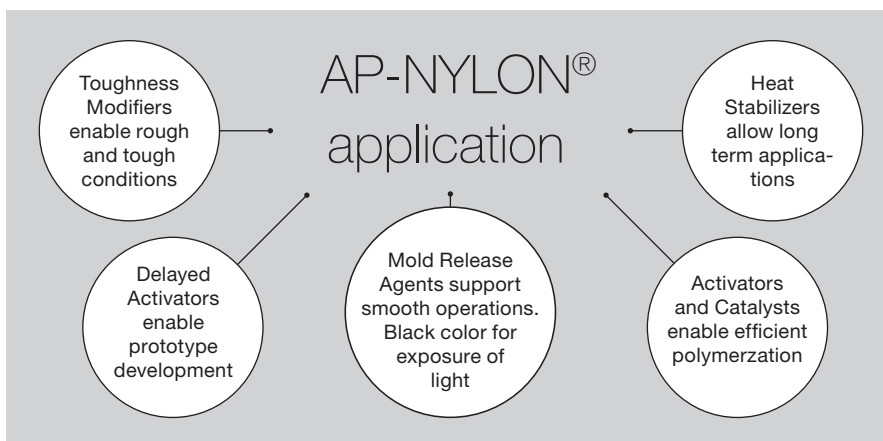 AP-NYLON®
application
Toughness
Modifiers
enable rough
and tough
conditions
Heat
Stabilizers
allow long
term applica-
tions
Delayed
Activators
enable
prototype
development
Mold Release
Agents support
smooth operations.
Black color for
exposure of
light
Activators
and Catalysts
enable efficient
polymerzation